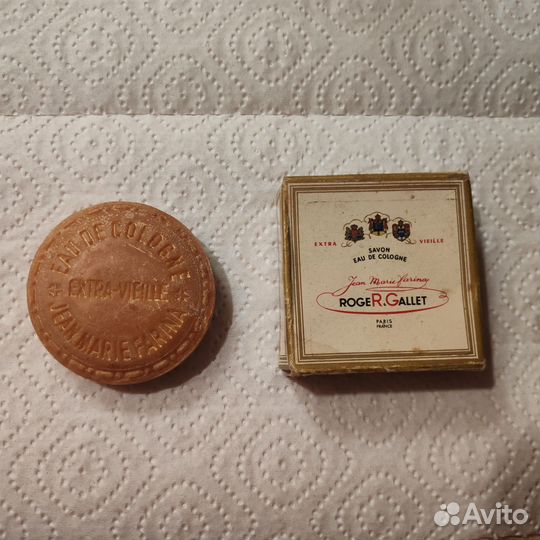 EAU DE COLOGNE
EXTRA VIEILLE
JEAN MARIE FARINA
EXTRA VIEILLE
SAVON
EAU DE COLOGNE
Jean Marie Farina
ROGER.GALLET
PARIS
FRANCE
Avito